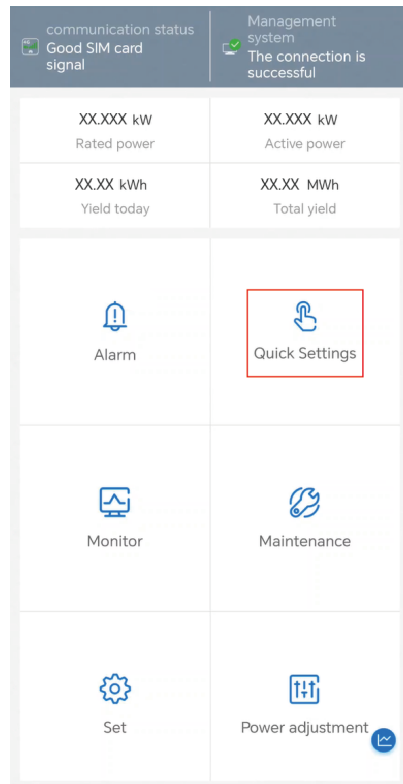 communication status
Good SIM card
signal
Management
system
The connection is
successful
XX.XXX kW
Rated power
XX.XXX kW
Active power
XX.XX kWh
Yield today
XX.XX MWh
Total yield
Alarm
Quick Settings
Monitor
Maintenance
Set
Power adjustment